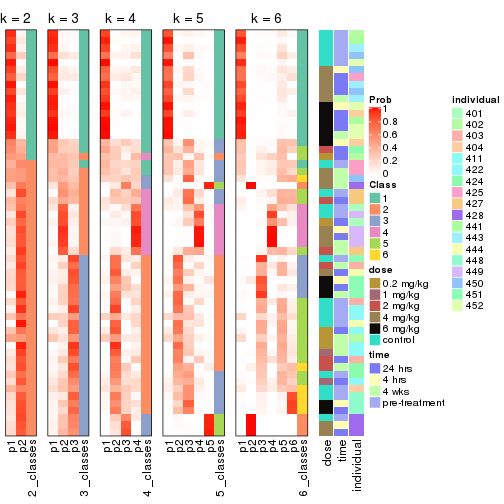 k = 2
k = 3
k = 4
k = 5
k = 6
p1
p2
2_classes
p1
p2
p3
3_classes
p1
p2
p3
p4
4_classes
p1
p2
p3
p4
p5
5_classes
p1
p2
p3
p4
p5
p6
6_classes
dose
time
individual
Prob
1
0.8
0.6
0.4
0.2
0
Class
1
2
3
4
5
6
dose
0.2 mg/kg
1 mg/kg
2 mg/kg
4 mg/kg
6 mg/kg
control
time
24 hrs
4 hrs
4 wks
pre-treatment
individual
401
402
403
404
411
422
424
425
427
428
441
443
444
448
449
450
451
452